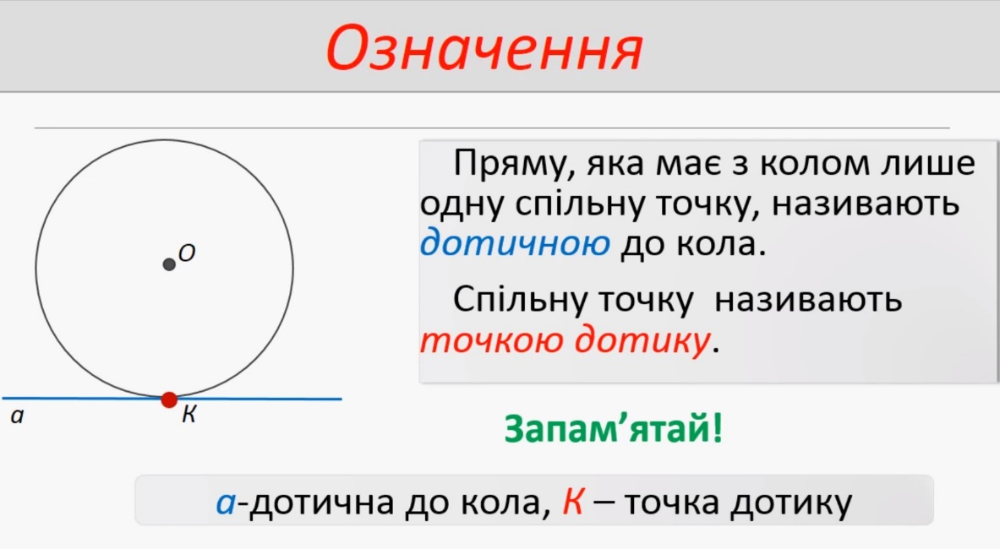 Означення
O
a
К
Пряму, яка має з колом лише
одну спільну точку, називають
дотичною до кола.
Спільну точку називають
точкою дотику.
Запам’ятай!
а-дотична до кола, К – точка дотику